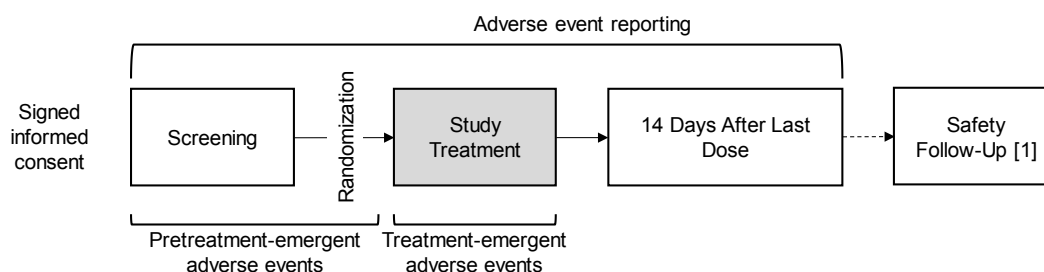 Adverse event reporting
Signed
informed
consent
Screening
Randomization
Study
Treatment
14 Days After Last
Dose
Safety
Follow-Up [1]
Pretreatment-emergent
adverse events
Treatment-emergent
adverse events